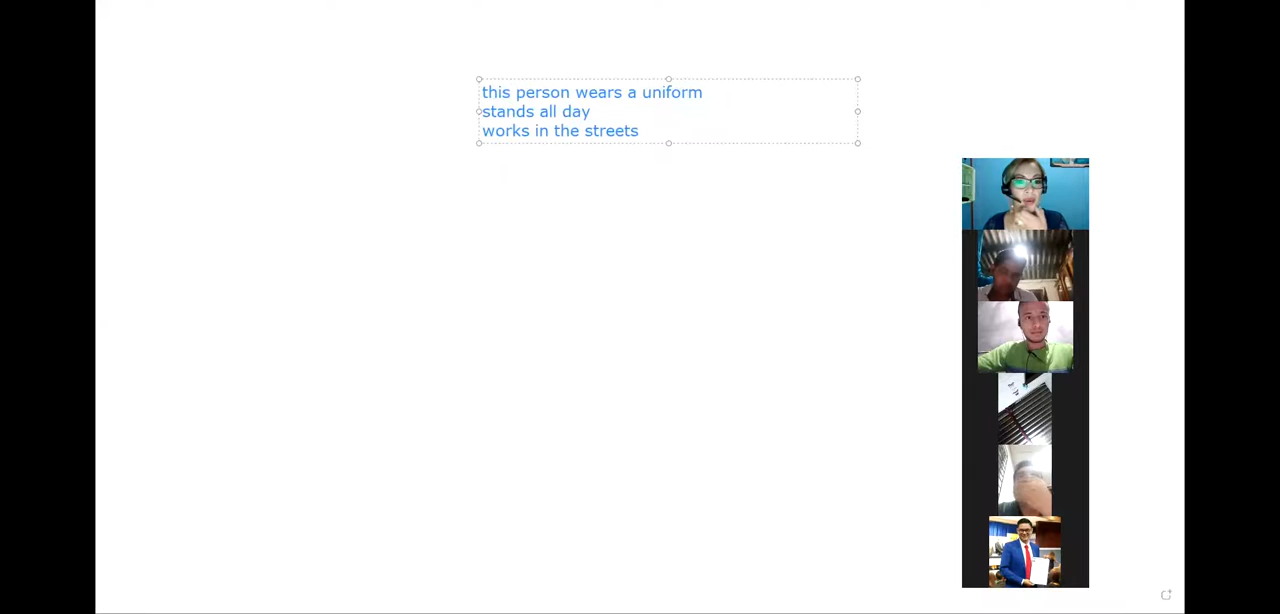 this person wears a uniform
stands all day
works in the streets